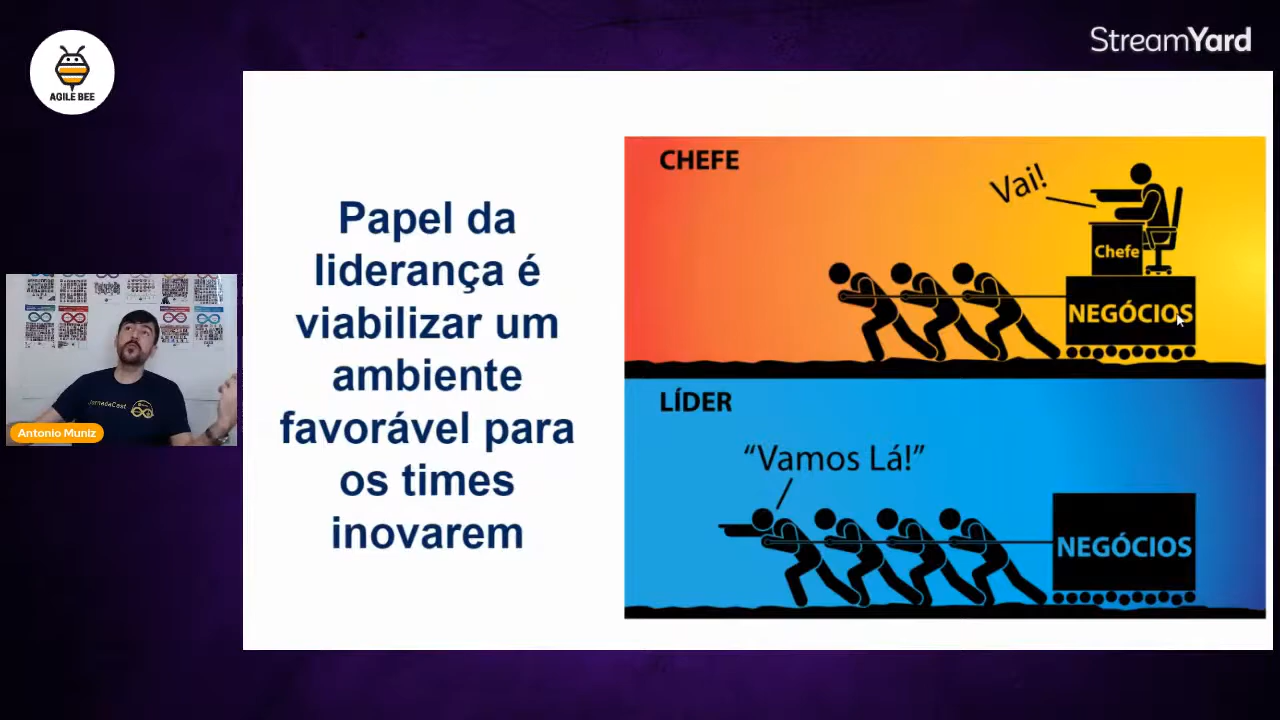 AGILE BEE
StreamYard
Papel da
liderança é
viabilizar um
ambiente
favorável para
os times
inovarem
CHEFE
Vai!
Chefe
NEGÓCIOS
LÍDER
“Vamos Lá!”
NEGÓCIOS
JornadaCast
Antonio Muniz